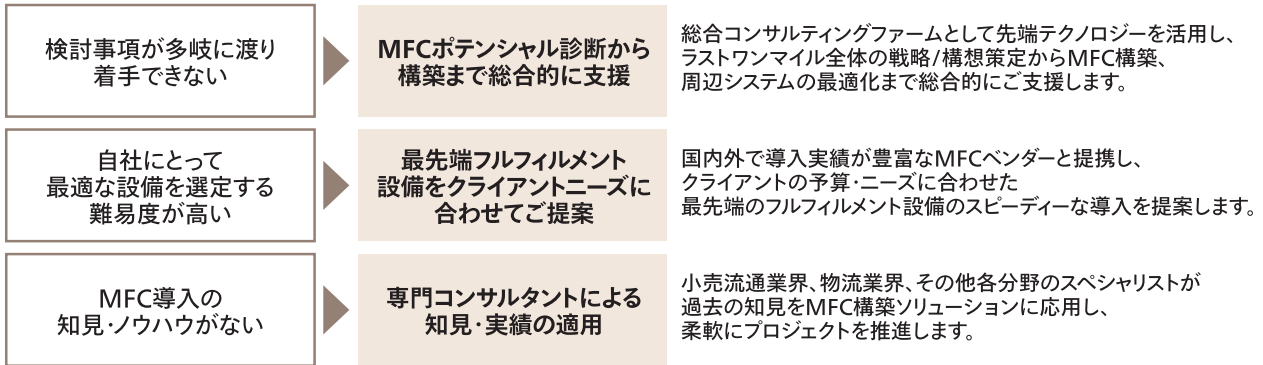 検討事項が多岐に渡り
着手できない
MFCポテンシャル診断から
構築まで総合的に支援
総合コンサルティングファームとして先端テクノロジーを活用し、
ラストワンマイル全体の戦略/構想策定からMFC構築、
周辺システムの最適化まで総合的にご支援します。
自社にとって
最適な設備を選定する
難易度が高い
最先端フルフィルメント
設備をクライアントニーズに
合わせてご提案
国内外で導入実績が豊富なMFCベンダーと提携し、
クライアントの予算・ニーズに合わせた
最先端のフルフィルメント設備のスピーディーな導入を提案します。
MFC導入の
知見・ノウハウがない
専門コンサルタントによる
知見・実績の適用
小売流通業界、物流業界、その他各分野のスペシャリストが
過去の知見をMFC構築ソリューションに応用し、
柔軟にプロジェクトを推進します。